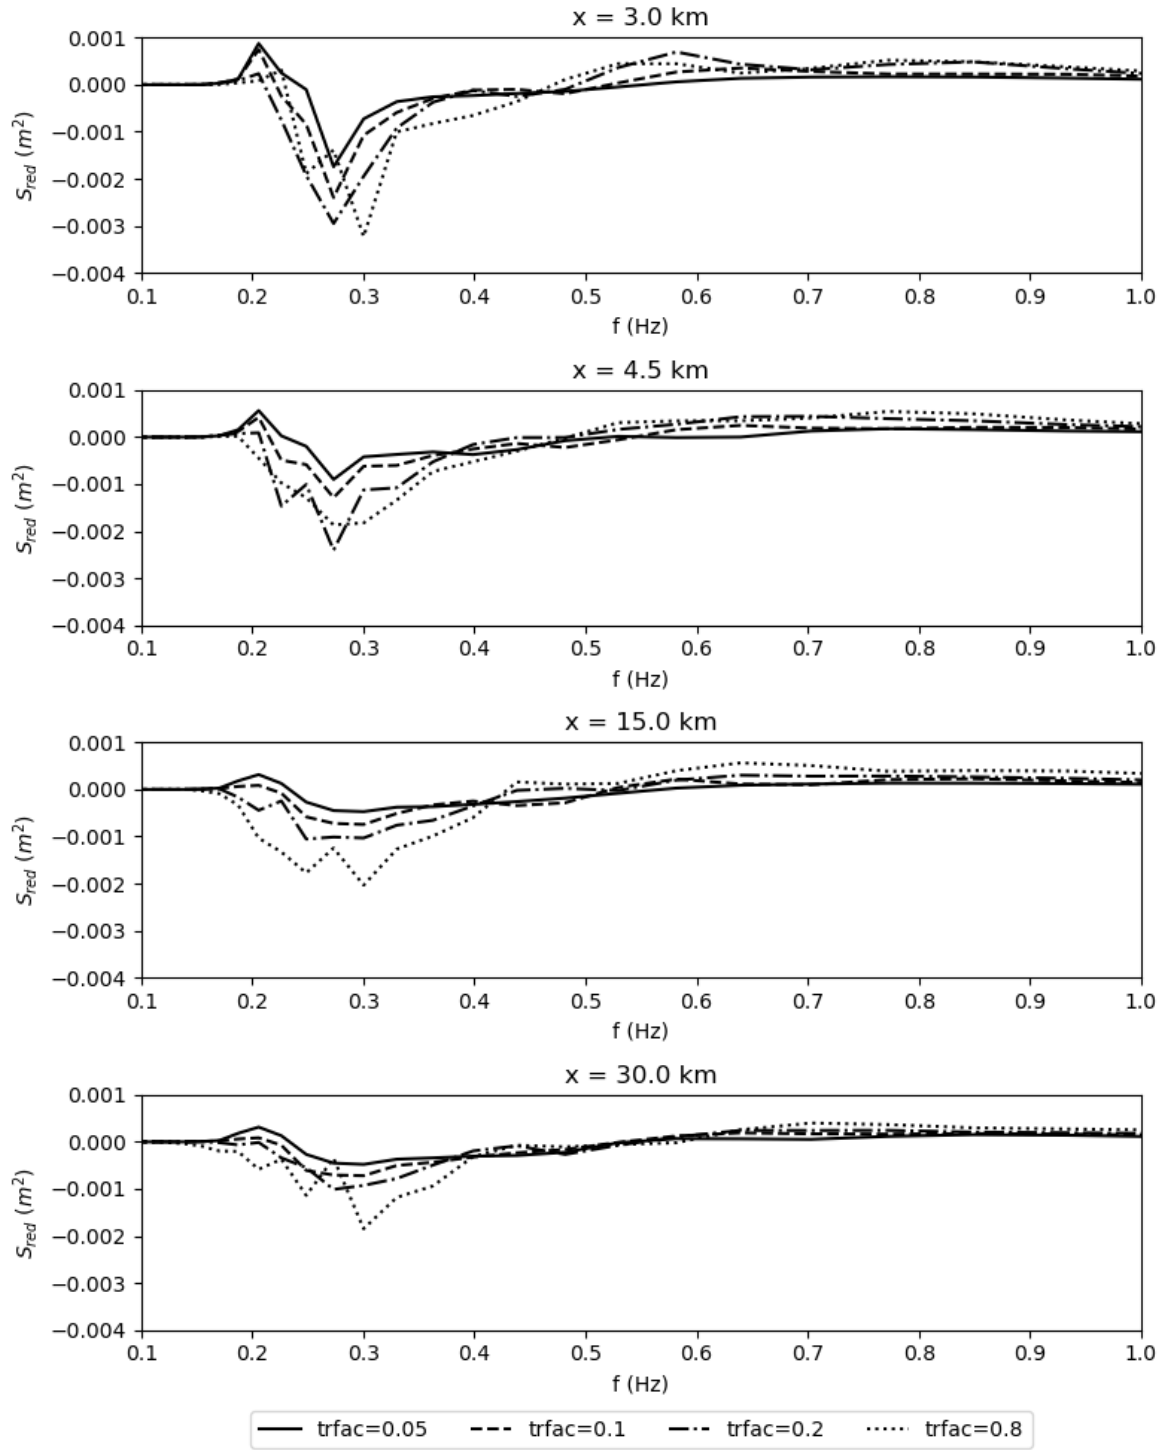 x = 3.0 km
0.001
0.000
−0.001
−0.002
−0.003
−0.004
S_red (m²)
0.1 0.2 0.3 0.4 0.5 0.6 0.7 0.8 0.9 1.0
f (Hz)
x = 4.5 km
0.001
0.000
−0.001
−0.002
−0.003
−0.004
S_red (m²)
0.1 0.2 0.3 0.4 0.5 0.6 0.7 0.8 0.9 1.0
f (Hz)
x = 15.0 km
0.001
0.000
−0.001
−0.002
−0.003
−0.004
S_red (m²)
0.1 0.2 0.3 0.4 0.5 0.6 0.7 0.8 0.9 1.0
f (Hz)
x = 30.0 km
0.001
0.000
−0.001
−0.002
−0.003
−0.004
S_red (m²)
0.1 0.2 0.3 0.4 0.5 0.6 0.7 0.8 0.9 1.0
f (Hz)
trfac=0.05 trfac=0.1 trfac=0.2 trfac=0.8